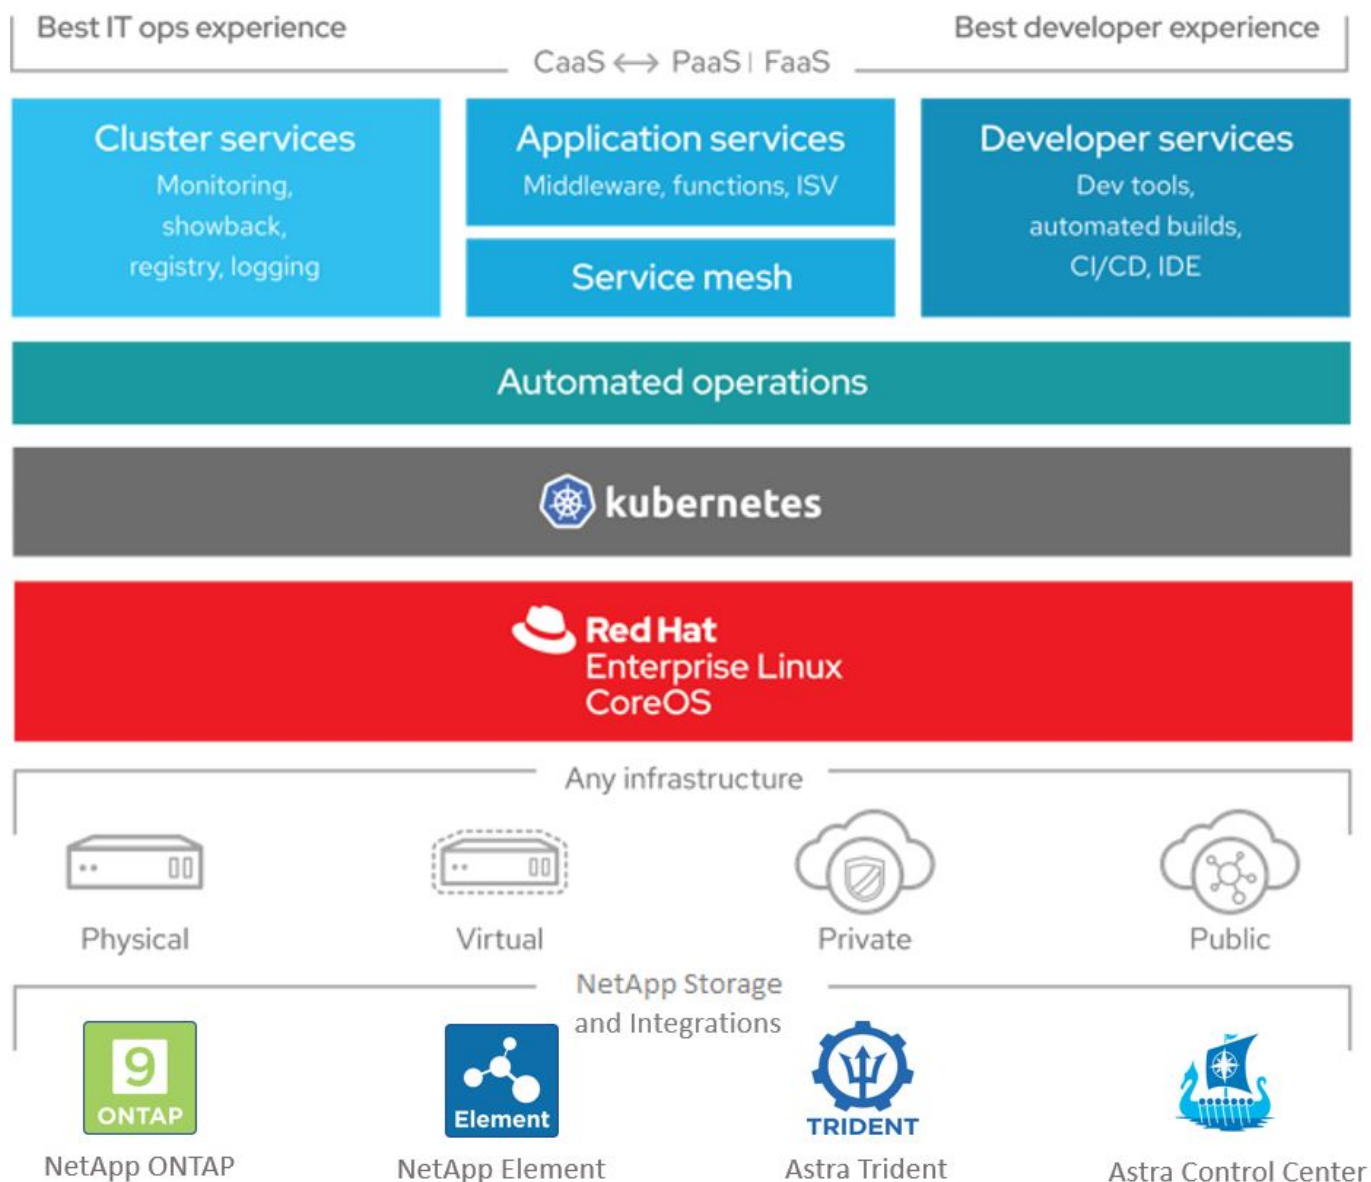 Best IT ops experience
Best developer experience
CaaS ↔ PaaS | FaaS
Cluster services
Monitoring,
showback,
registry, logging
Application services
Middleware, functions, ISV
Service mesh
Developer services
Dev tools,
automated builds,
CI/CD, IDE
Automated operations
kubernetes
Red Hat
Enterprise Linux
CoreOS
Any infrastructure
Physical
Virtual
Private
Public
NetApp Storage
and Integrations
9
ONTAP
Element
TRIDENT
NetApp ONTAP
NetApp Element
Astra Trident
Astra Control Center